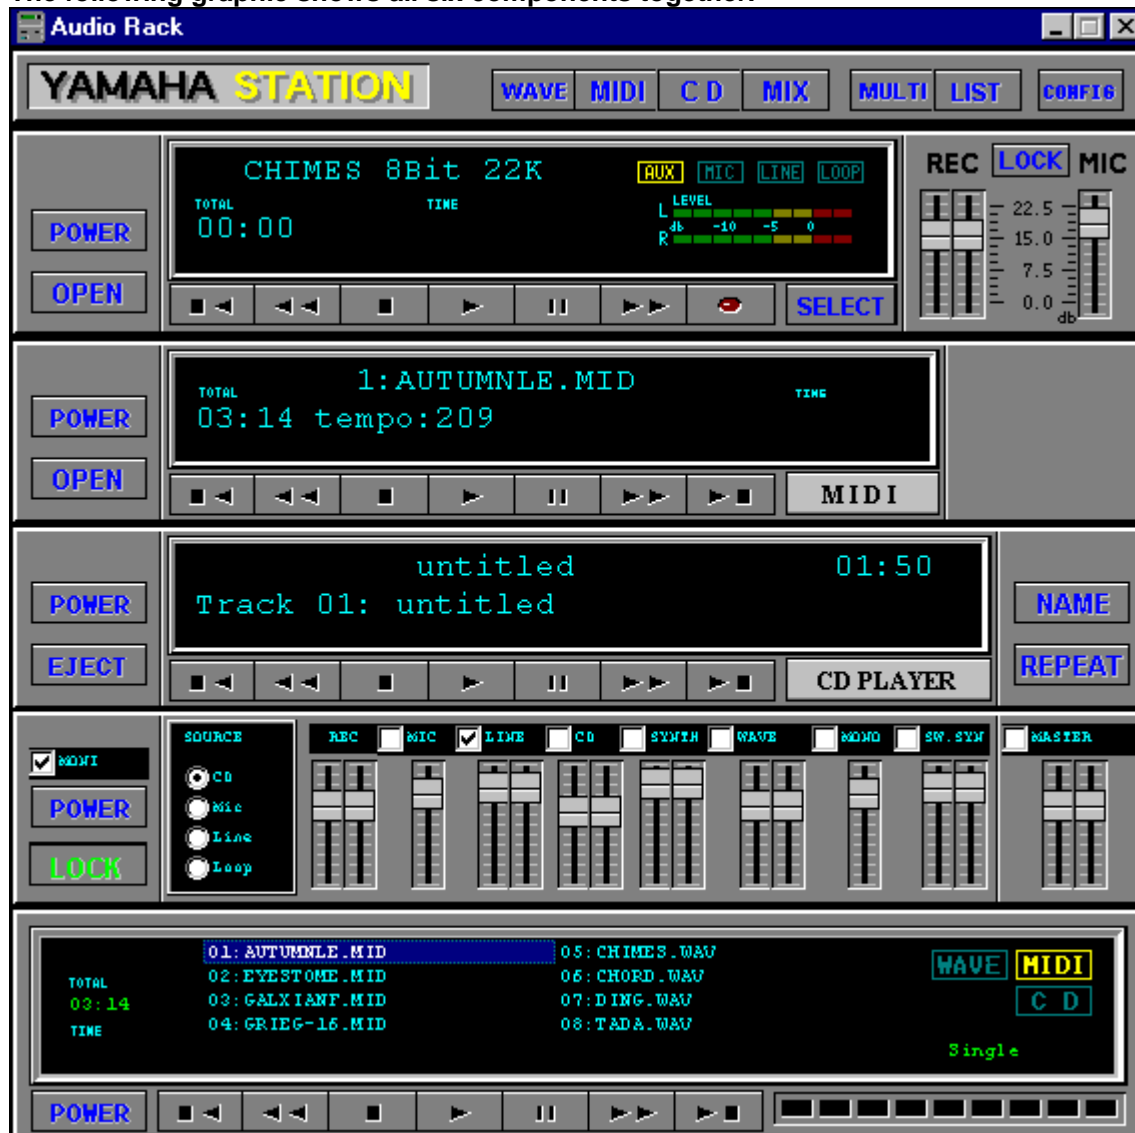 The following graphic shows all six components together.
Audio Rack
YAMAHA STATION WAVE MIDI CD MIX MULTI LIST CONFIG
CHIMES 8Bit 22K AUX MIC LINE LOOP
REC LOCK MIC
TOTAL TIME LEVEL
00:00 L
db -10 -5 0
R
22.5
15.0
7.5
0.0
db
POWER
OPEN
SELECT
1:AUTUMNLE.MID
TOTAL TIME
03:14 tempo:209
POWER
OPEN
MIDI
untitled 01:50
Track 01: untitled
POWER
EJECT
CD PLAYER
NAME
REPEAT
MONI
POWER
LOCK
SOURCE
CD
Mic
Line
Loop
REC MIC LINE CD SYNTH WAVE MONO SW.SYN MASTER
TOTAL
03:14
TIME
01:AUTUMNLE.MID
02:EYESTOME.MID
03:GALXIANF.MID
04:GRIEG-16.MID
05:CHIMES.WAV
06:CHORD.WAV
07:DING.WAV
08:TADA.WAV
WAVE MIDI
CD
Single
POWER